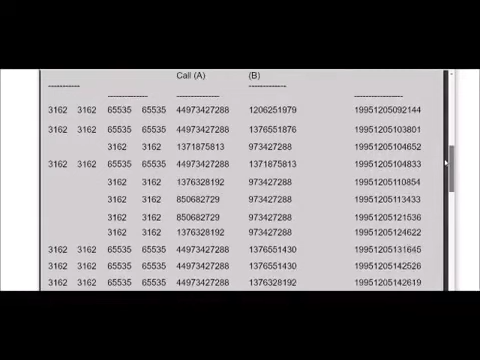 Call (A) (B)
-----------
-------------- --------------- ------------- -----------------
3162 3162 65535 65535 44973427288 1206251979 19951205092144
3162 3162 65535 65535 44973427288 1376551876 19951205103801
3162 3162 1371875813 973427288 19951205104652
3162 3162 65535 65535 44973427288 1371875813 19951205104833
3162 3162 1376328192 973427288 19951205110854
3162 3162 850682729 973427288 19951205113433
3162 3162 850682729 973427288 19951205121536
3162 3162 1376328192 973427288 19951205124622
3162 3162 65535 65535 44973427288 1376551430 19951205131645
3162 3162 65535 65535 44973427288 1376551430 19951205142526
3162 3162 65535 65535 44973427288 1376328192 19951205142619